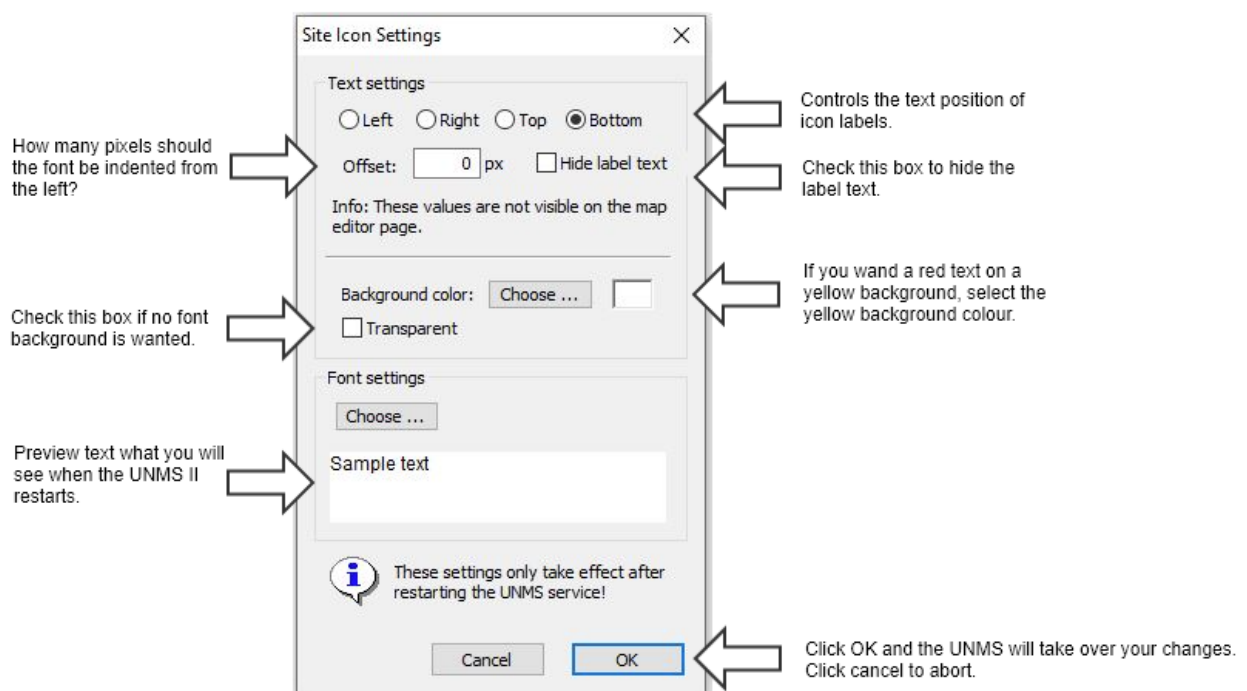 Site Icon Settings
Text settings
Left Right Top Bottom
Controls the text position of
icon labels.
How many pixels should
the font be indented from
the left?
Offset: 0 px Hide label text
Check this box to hide the
label text.
Info: These values are not visible on the map
editor page.
If you wand a red text on a
yellow background, select the
yellow background colour.
Background color: Choose ...
Check this box if no font
background is wanted.
Transparent
Font settings
Choose ...
Preview text what you will
see when the UNMS II
restarts.
Sample text
These settings only take effect after
restarting the UNMS service!
Cancel OK
Click OK and the UNMS will take over your changes.
Click cancel to abort.